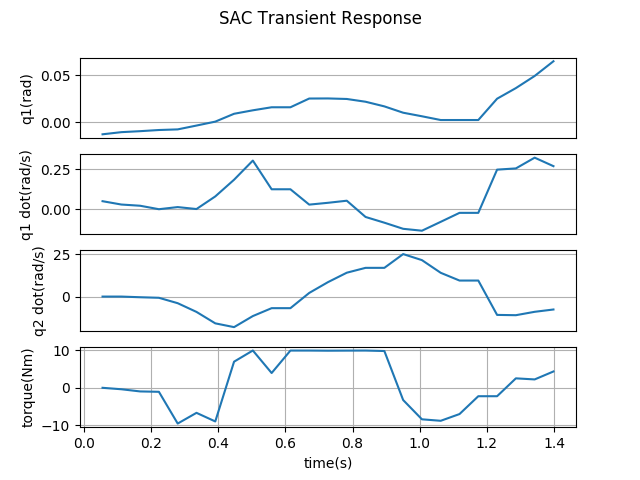 SAC Transient Response
q1(rad)
0.05
0.00
q1 dot(rad/s)
0.25
0.00
q2 dot(rad/s)
25
0
torque(Nm)
10
0
−10
0.0 0.2 0.4 0.6 0.8 1.0 1.2 1.4
time(s)